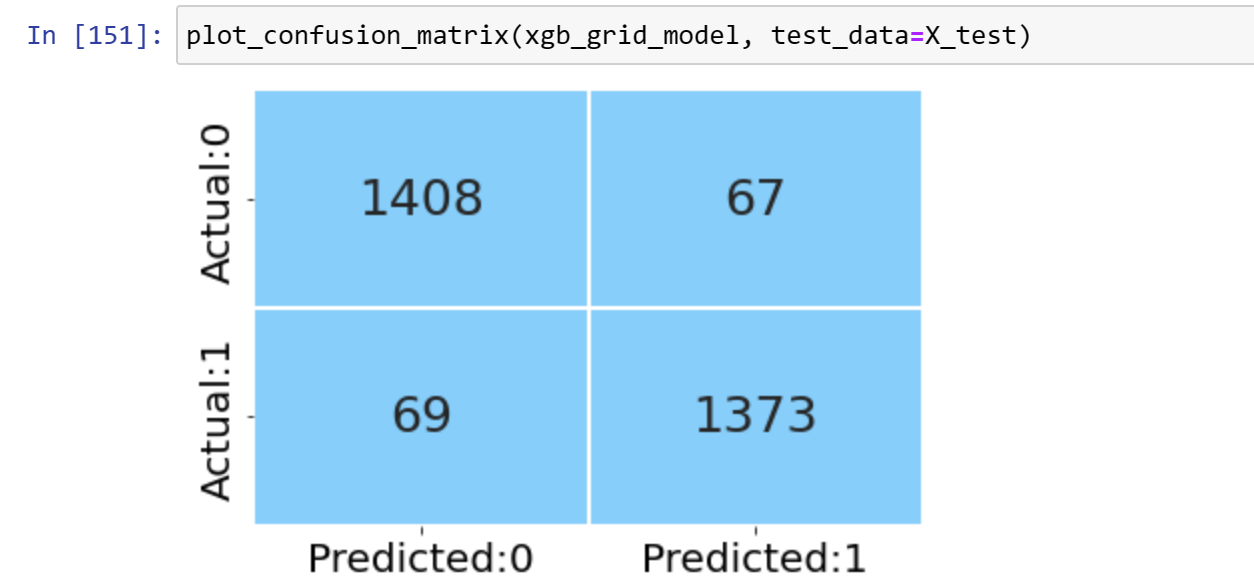 In [151]: plot_confusion_matrix(xgb_grid_model, test_data=X_test)
Actual:0 1408 67
Actual:1 69 1373
Predicted:0 Predicted:1